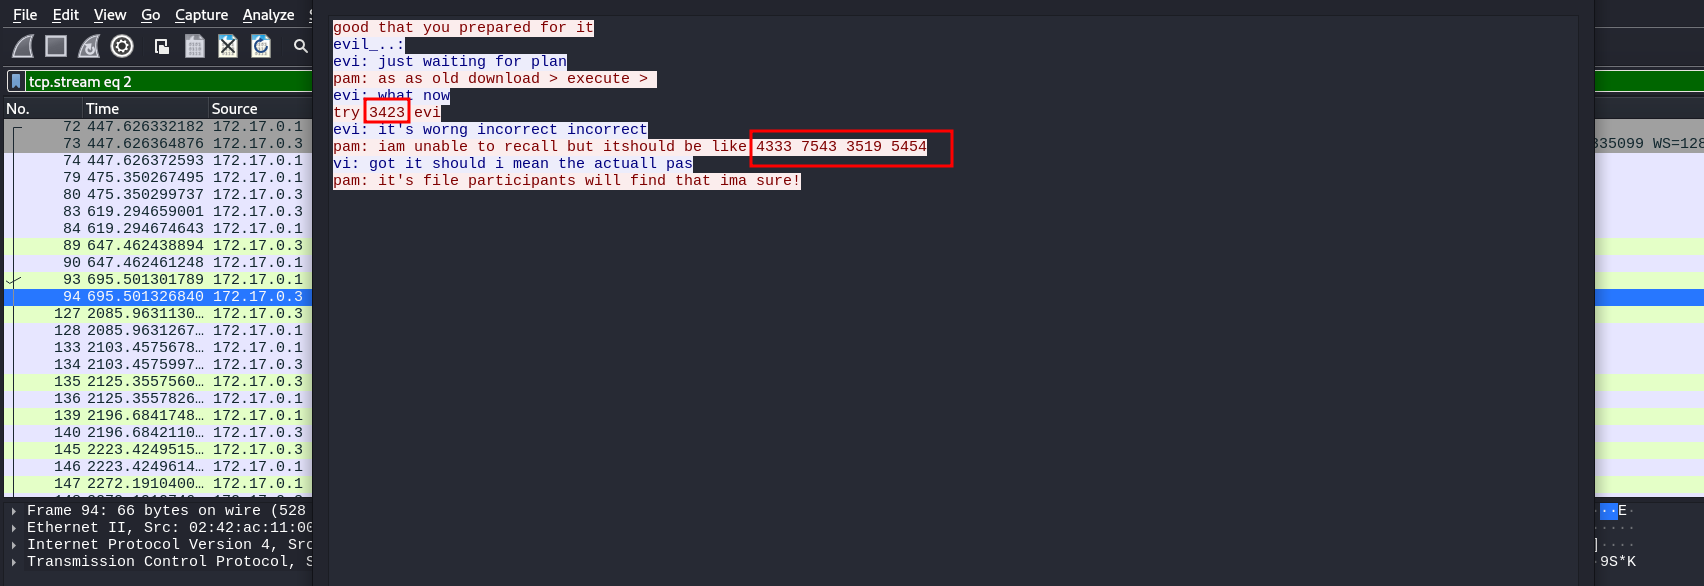 File Edit View Go Capture Analyze
tcp.stream eq 2
No. Time Source
72 447.626332182 172.17.0.1
73 447.626364876 172.17.0.3
74 447.626372593 172.17.0.1
79 475.350267495 172.17.0.1
80 475.350299737 172.17.0.3
83 619.294659001 172.17.0.3
84 619.294674643 172.17.0.1
89 647.462438894 172.17.0.3
90 647.462461248 172.17.0.1
93 695.501301789 172.17.0.1
94 695.501326840 172.17.0.3
127 2085.9631130… 172.17.0.3
128 2085.9631267… 172.17.0.1
133 2103.4575678… 172.17.0.1
134 2103.4575997… 172.17.0.3
135 2125.3557560… 172.17.0.3
136 2125.3557826… 172.17.0.1
139 2196.6841748… 172.17.0.1
140 2196.6842110… 172.17.0.3
145 2223.4249515… 172.17.0.3
146 2223.4249614… 172.17.0.1
147 2272.1910400… 172.17.0.1
Frame 94: 66 bytes on wire (528
Ethernet II, Src: 02:42:ac:11:00
Internet Protocol Version 4, Src
Transmission Control Protocol, S
good that you prepared for it
evil_..:
evi: just waiting for plan
pam: as as old download > execute >
evi: what now
try 3423 evi
evi: it's worng incorrect incorrect
pam: iam unable to recall but itshould be like 4333 7543 3519 5454
vi: got it should i mean the actuall pas
pam: it's file participants will find that ima sure!
335099 WS=128
··E·
·····
]····
9S*K